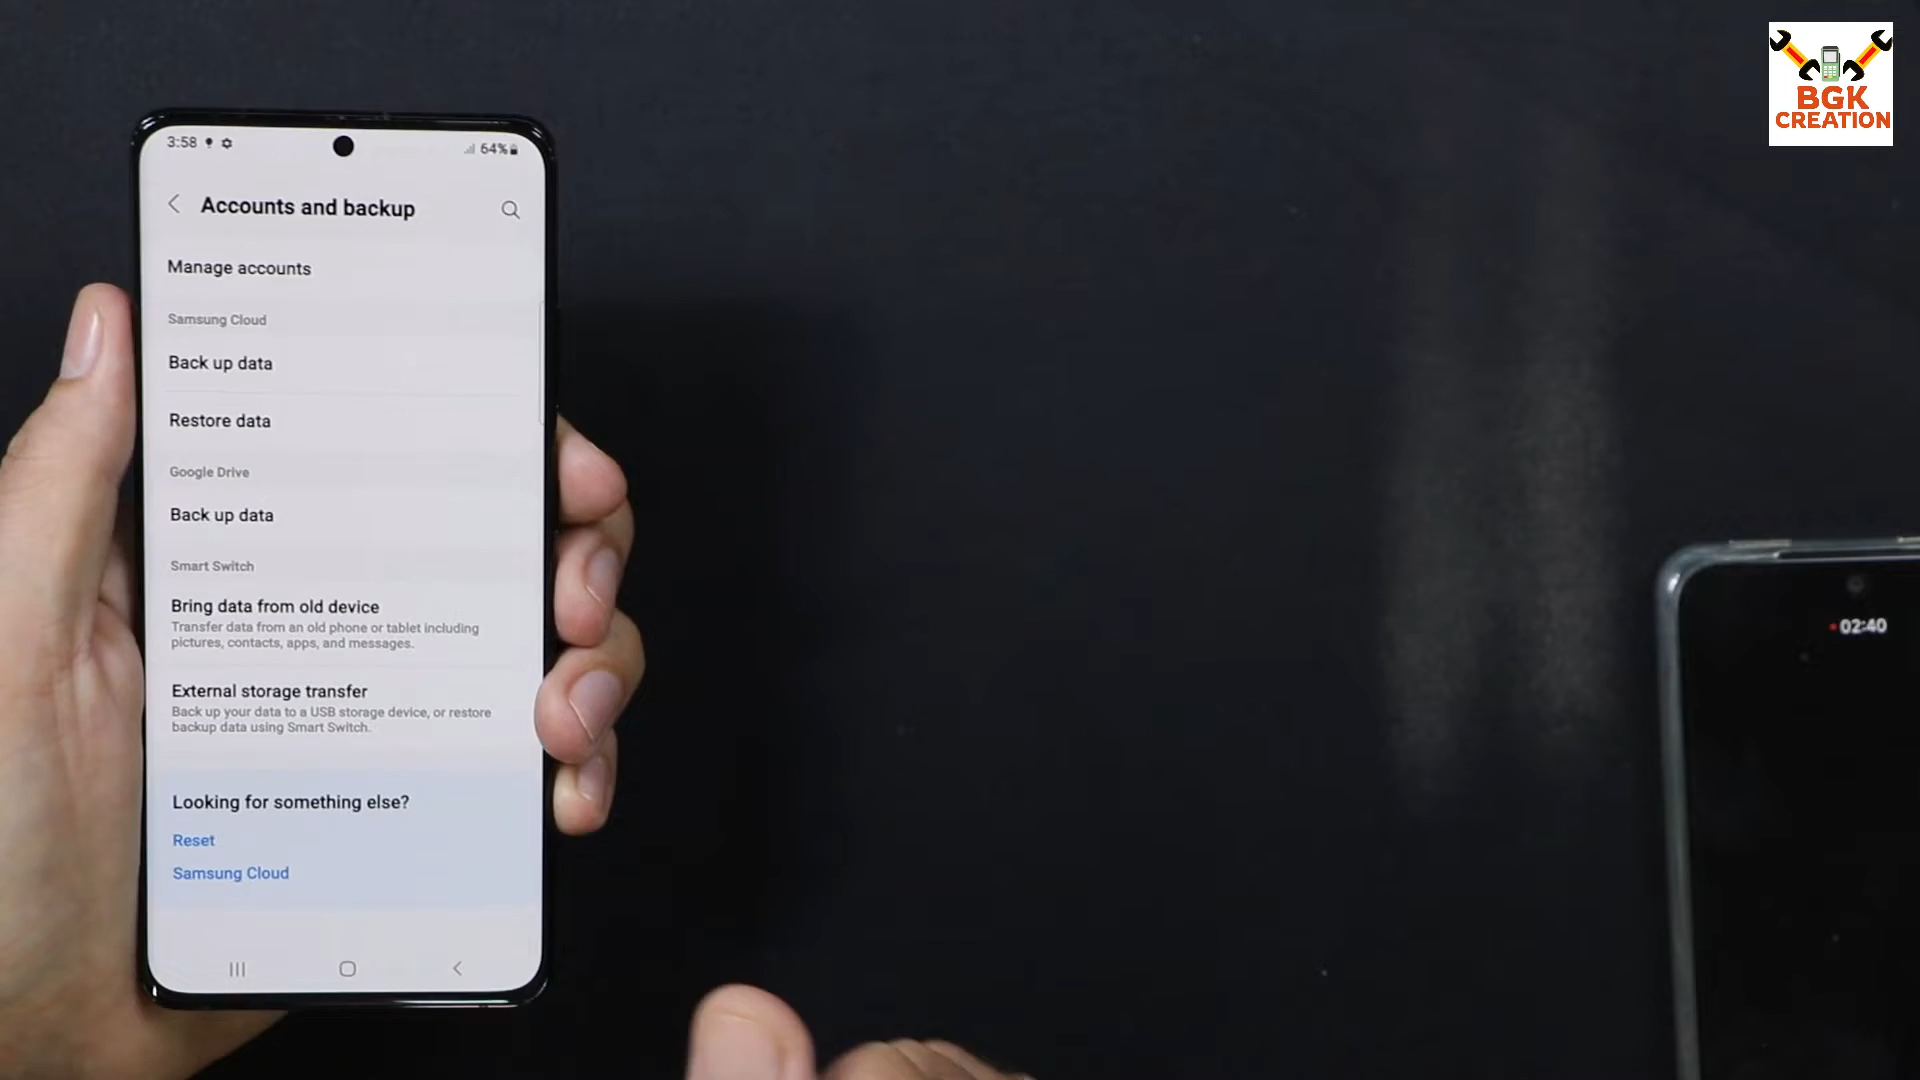 BGK
CREATION
3:58
64%
Accounts and backup
Manage accounts
Samsung Cloud
Back up data
Restore data
Google Drive
Back up data
Smart Switch
Bring data from old device
Transfer data from an old phone or tablet including
pictures, contacts, apps, and messages.
External storage transfer
Back up your data to a USB storage device, or restore
backup data using Smart Switch.
Looking for something else?
Reset
Samsung Cloud
02:40